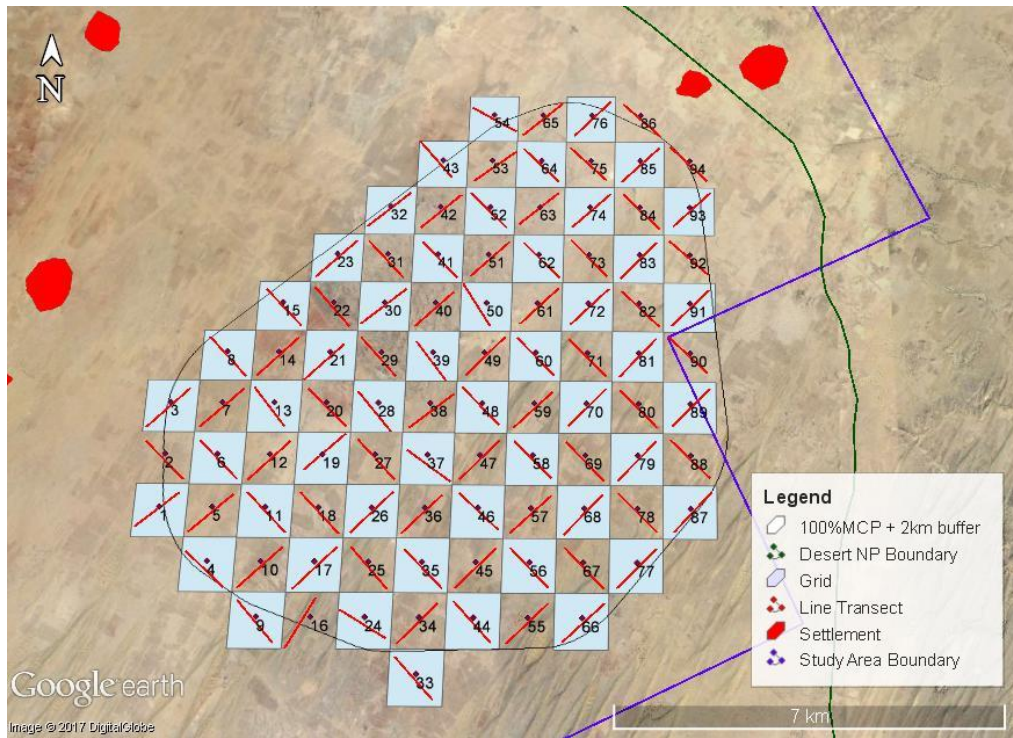 N
54 65 76 86
43 53 64 75 85 94
32 42 52 63 74 84 93
23 31 41 51 62 73 83 92
15 22 30 40 50 61 72 82 91
8 14 21 29 39 49 60 71 81 90
3 7 13 20 28 38 48 59 70 80 89
2 6 12 19 27 37 47 58 69 79 88
1 5 11 18 26 36 46 57 68 78 87
4 10 17 25 35 45 56 67 77
9 16 24 34 44 55 66
33
Legend
100%MCP + 2km buffer
Desert NP Boundary
Grid
Line Transect
Settlement
Study Area Boundary
Google earth
7 km
Image © 2017 DigitalGlobe